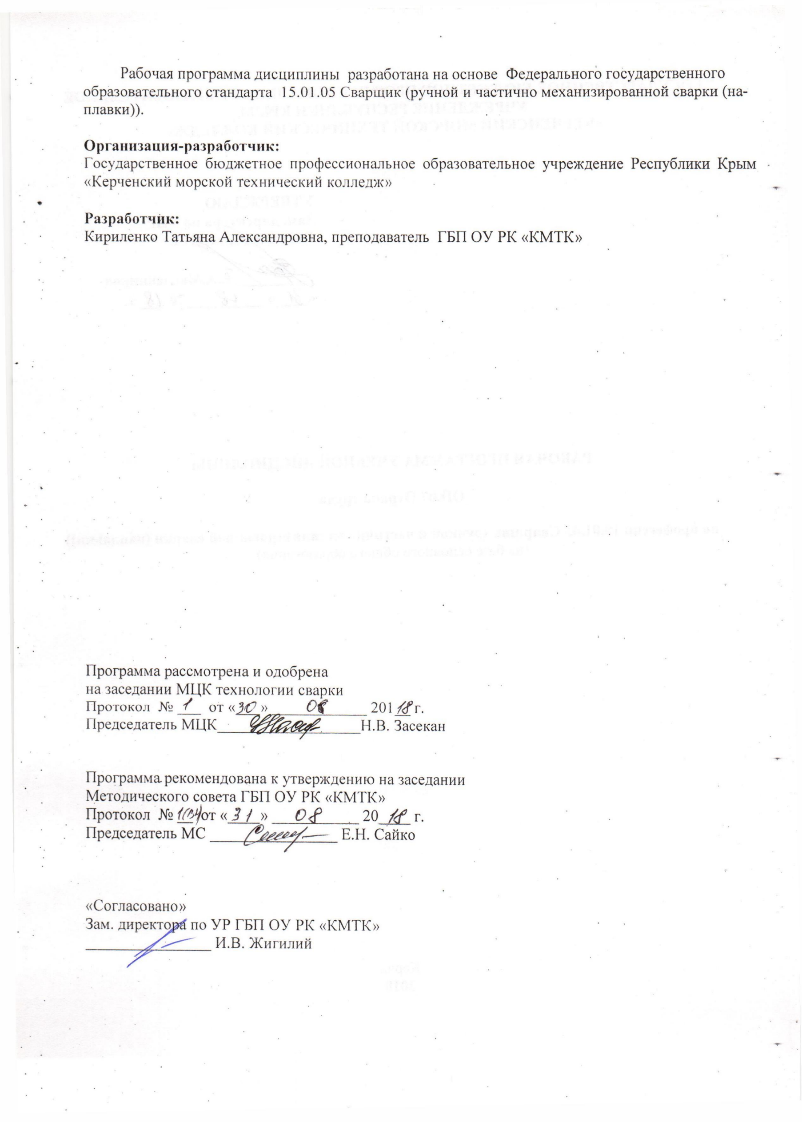 Рабочая программа дисциплины разработана на основе Федерального государственного
образовательного стандарта 15.01.05 Сварщик (ручной и частично механизированной сварки (на-
плавки)).
Организация-разработчик:
Государственное бюджетное профессиональное образовательное учреждение Республики Крым
«Керченский морской технический колледж»
Разработчик:
Кириленко Татьяна Александровна, преподаватель ГБП ОУ РК «КМТК»
Программа рассмотрена и одобрена
на заседании МЦК технологии сварки
Протокол № 1 от «30» 08 20118 г.
Председатель МЦК Н.В. Засекан
Программа рекомендована к утверждению на заседании
Методического совета ГБП ОУ РК «КМТК»
Протокол № от «31» 08 2018 г.
Председатель МС Е.Н. Сайко
«Согласовано»
Зам. директора по УР ГБП ОУ РК «КМТК»
И.В. Жигилий